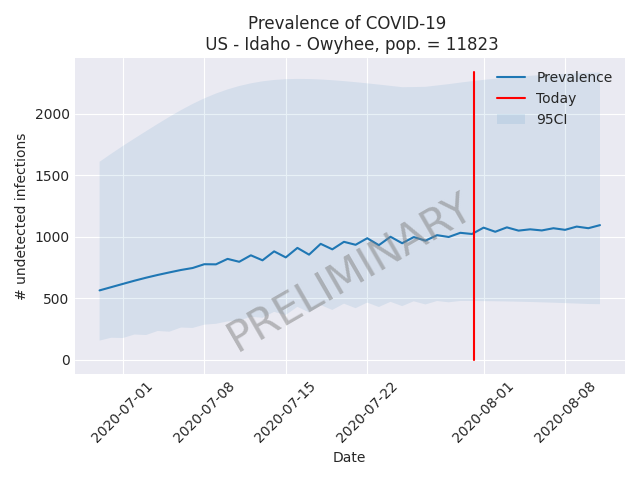 Prevalence of COVID-19
US - Idaho - Owyhee, pop. = 11823
Prevalence
Today
95CI
2000
1500
1000
500
0
# undetected infections
PRELIMINARY
2020-07-01
2020-07-08
2020-07-15
2020-07-22
2020-08-01
2020-08-08
Date